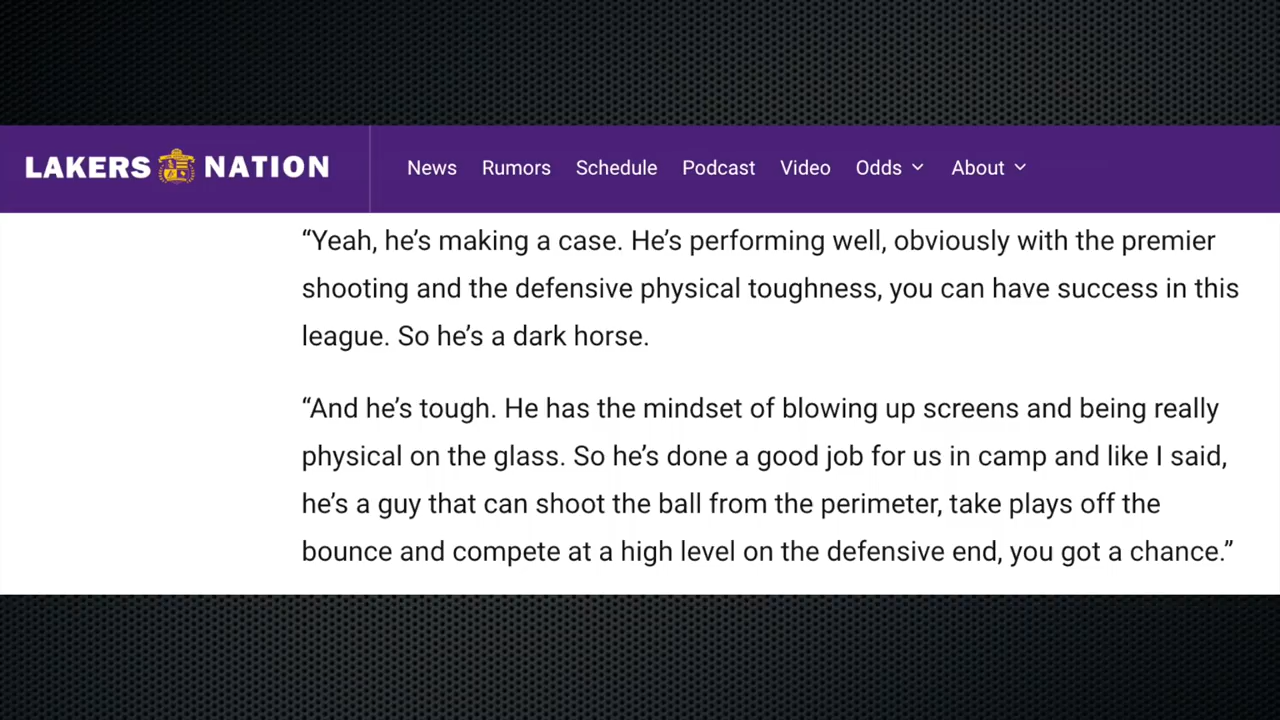 LAKERS NATION News Rumors Schedule Podcast Video Odds About
“Yeah, he’s making a case. He’s performing well, obviously with the premier
shooting and the defensive physical toughness, you can have success in this
league. So he’s a dark horse.
“And he’s tough. He has the mindset of blowing up screens and being really
physical on the glass. So he’s done a good job for us in camp and like I said,
he’s a guy that can shoot the ball from the perimeter, take plays off the
bounce and compete at a high level on the defensive end, you got a chance.”